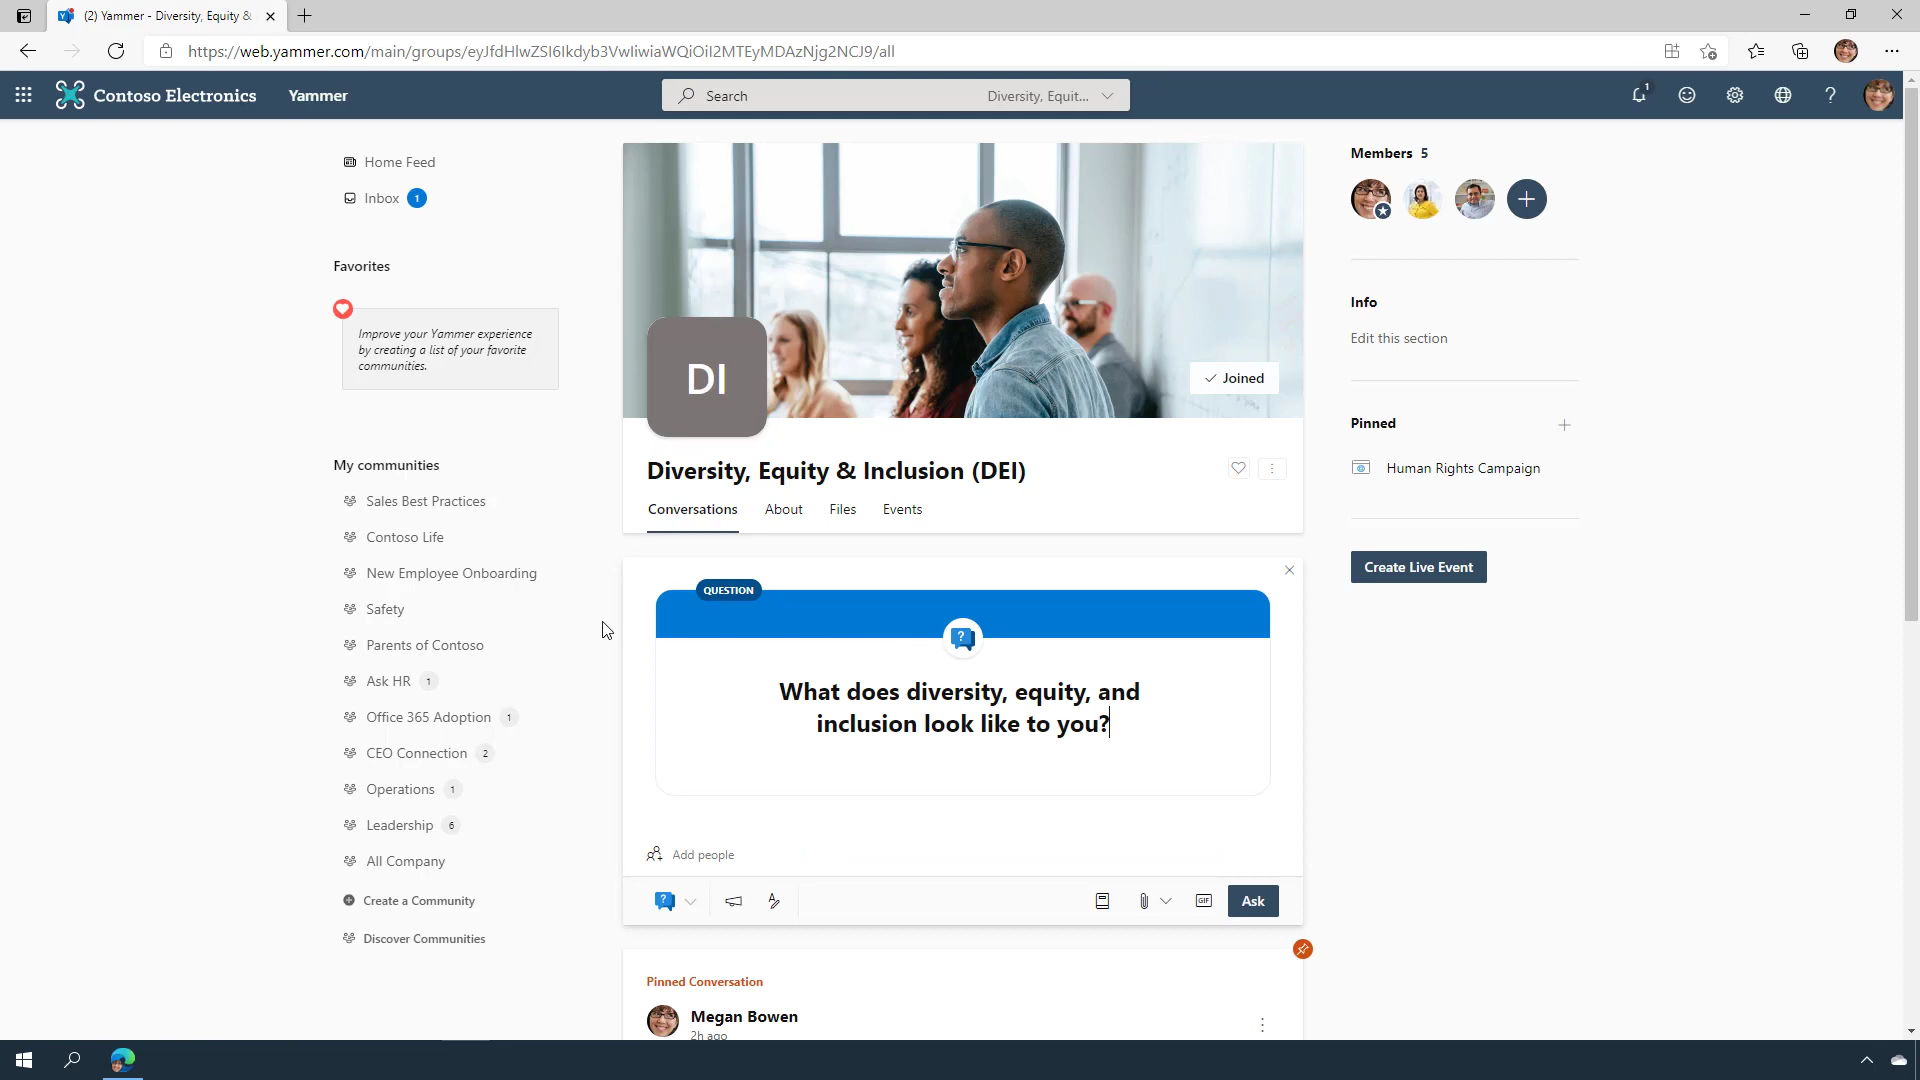 (2) Yammer - Diversity, Equity &
https://web.yammer.com/main/groups/eyJfdHlwZSI6Ikdyb3VwIiwiaWQiOiI2MTEyMDAzNjg2NCJ9/all
Contoso Electronics
Yammer
Search
Diversity, Equit...
1
?
Home Feed
Inbox 1
Favorites
Improve your Yammer experience
by creating a list of your favorite
communities.
My communities
Sales Best Practices
Contoso Life
New Employee Onboarding
Safety
Parents of Contoso
Ask HR 1
Office 365 Adoption 1
CEO Connection 2
Operations 1
Leadership 6
All Company
Create a Community
Discover Communities
DI
Joined
Diversity, Equity & Inclusion (DEI)
Conversations About Files Events
QUESTION
?
What does diversity, equity, and
inclusion look like to you?
Add people
?
GIF
Ask
Pinned Conversation
Megan Bowen
2h ago
Members 5
Info
Edit this section
Pinned
Human Rights Campaign
Create Live Event